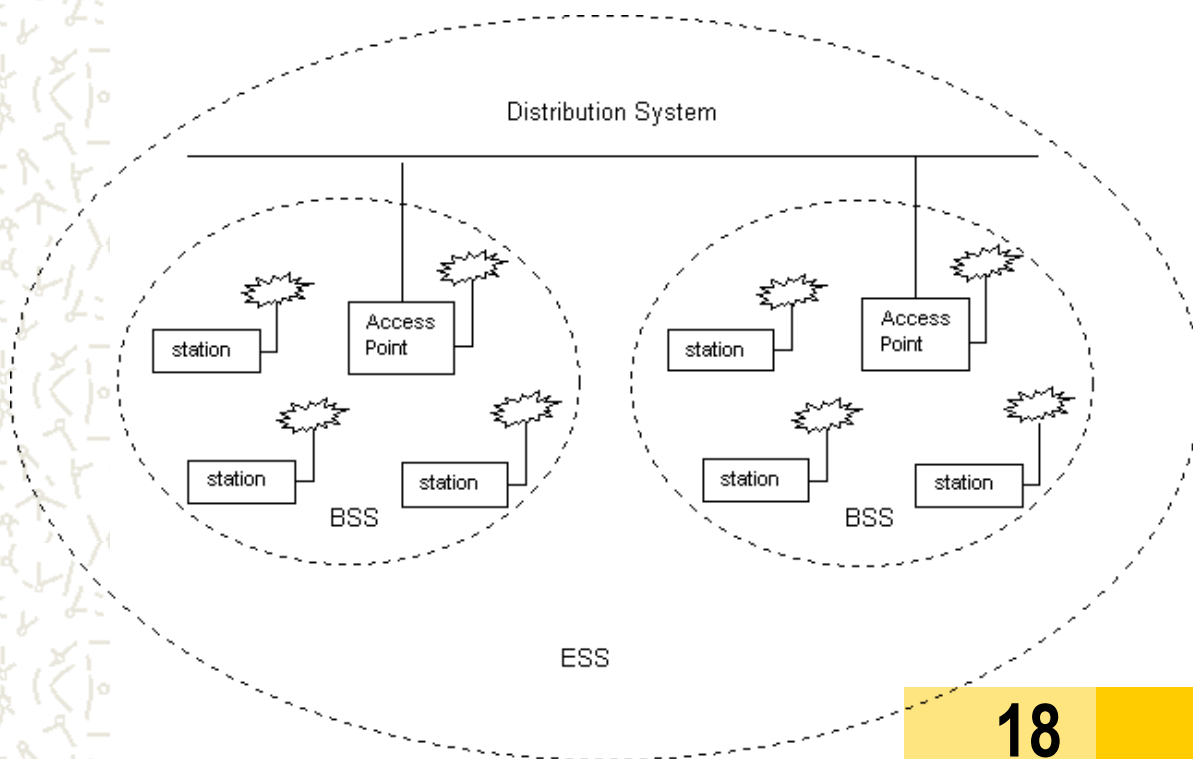 Distribution System
Access
Point
station
station
station
BSS
Access
Point
station
station
station
BSS
ESS
18